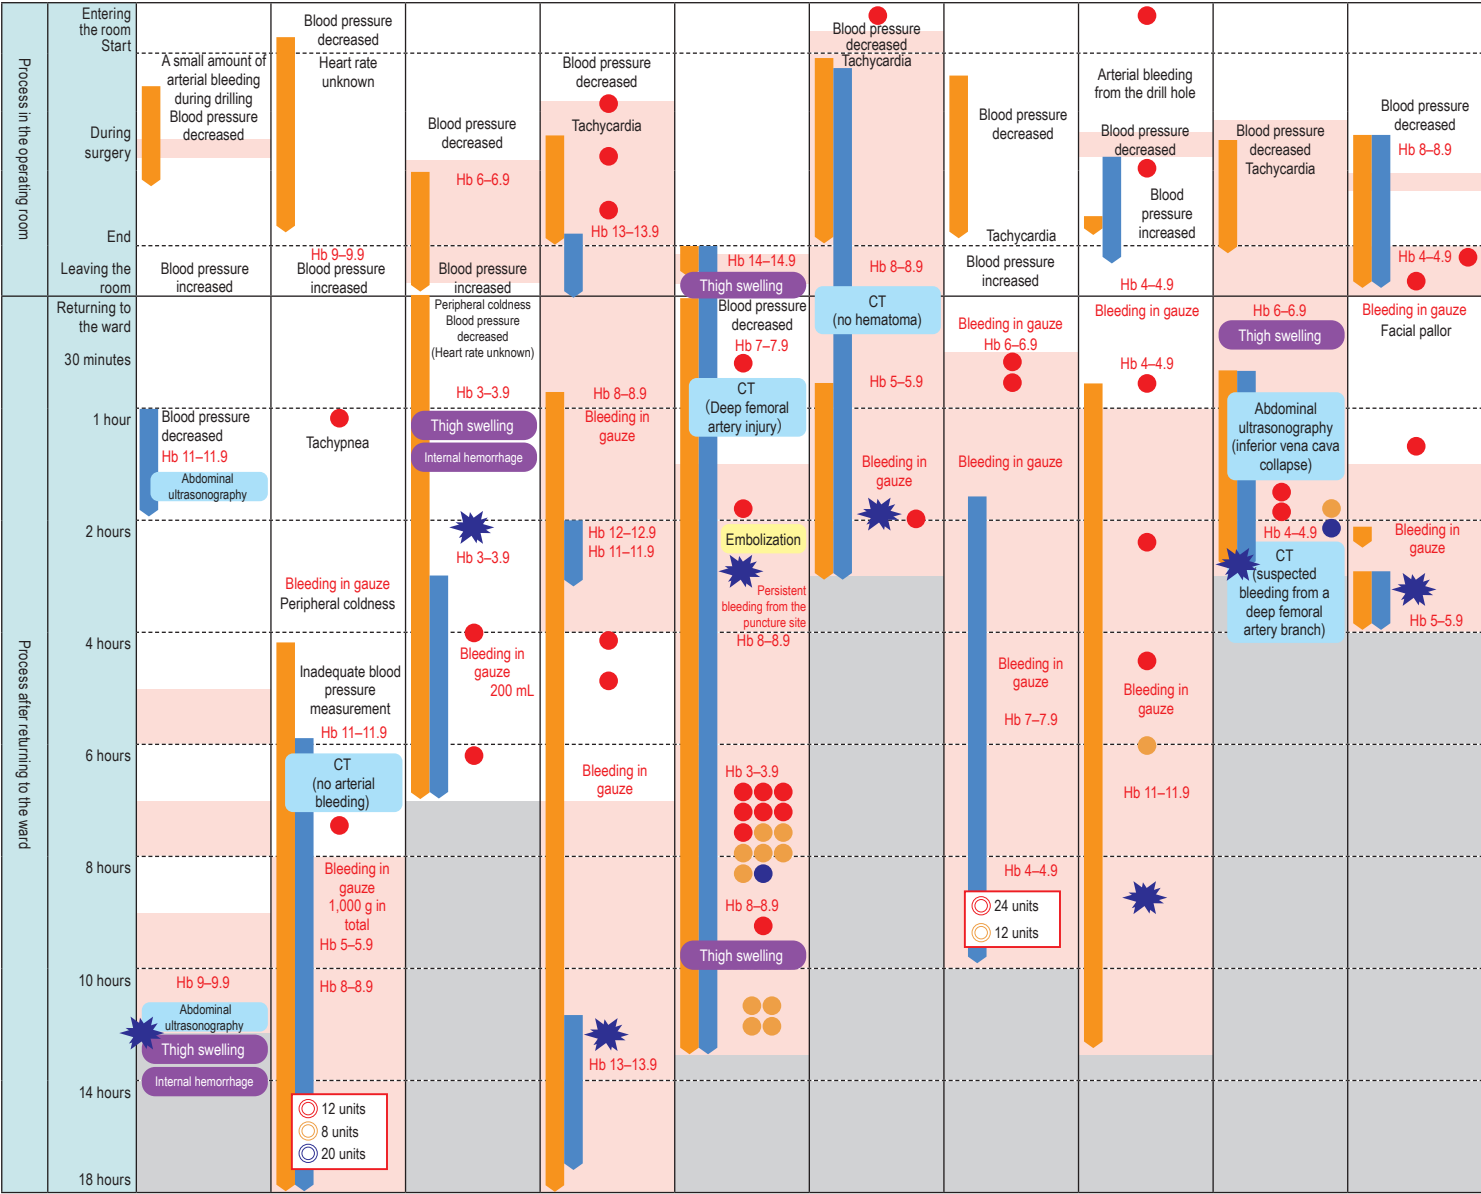 Process in the operating room
Entering
the room
Start
During
surgery
End
Leaving the
room
Process after returning to the ward
Returning to
the ward
30 minutes
1 hour
2 hours
4 hours
6 hours
8 hours
10 hours
14 hours
18 hours
A small amount of
arterial bleeding
during drilling
Blood pressure
decreased
Blood pressure
increased
Blood pressure
decreased
Hb 11–11.9
Abdominal
ultrasonography
Hb 9–9.9
Abdominal
ultrasonography
Thigh swelling
Internal hemorrhage
Blood pressure
decreased
Heart rate
unknown
Hb 9–9.9
Blood pressure
increased
Tachypnea
Bleeding in gauze
Peripheral coldness
Inadequate blood
pressure
measurement
Hb 11–11.9
CT
(no arterial
bleeding)
Bleeding in
gauze
1,000 g in
total
Hb 5–5.9
Hb 8–8.9
12 units
8 units
20 units
Blood pressure
decreased
Hb 6–6.9
Blood pressure
increased
Peripheral coldness
Blood pressure
decreased
(Heart rate unknown)
Hb 3–3.9
Thigh swelling
Internal hemorrhage
Hb 3–3.9
Bleeding in
gauze
200 mL
Blood pressure
decreased
Tachycardia
Hb 13–13.9
Hb 8–8.9
Bleeding in
gauze
Hb 12–12.9
Hb 11–11.9
Bleeding in
gauze
Hb 13–13.9
Hb 14–14.9
Thigh swelling
Blood pressure
decreased
Hb 7–7.9
CT
(Deep femoral
artery injury)
Embolization
Persistent
bleeding from the
puncture site
Hb 8–8.9
Hb 3–3.9
Hb 8–8.9
Thigh swelling
Blood pressure
decreased
Tachycardia
Hb 8–8.9
CT
(no hematoma)
Hb 5–5.9
Bleeding in
gauze
Blood pressure
decreased
Tachycardia
Blood pressure
increased
Bleeding in gauze
Hb 6–6.9
Bleeding in gauze
Bleeding in
gauze
Hb 7–7.9
Hb 4–4.9
24 units
12 units
Arterial bleeding
from the drill hole
Blood pressure
decreased
Blood
pressure
increased
Hb 4–4.9
Bleeding in gauze
Hb 4–4.9
Bleeding in
gauze
Hb 11–11.9
Blood pressure
decreased
Tachycardia
Hb 6–6.9
Thigh swelling
Abdominal
ultrasonography
(inferior vena cava
collapse)
Hb 4–4.9
CT
(suspected
bleeding from a
deep femoral
artery branch)
Blood pressure
decreased
Hb 8–8.9
Hb 4–4.9
Bleeding in gauze
Facial pallor
Bleeding in
gauze
Hb 5–5.9